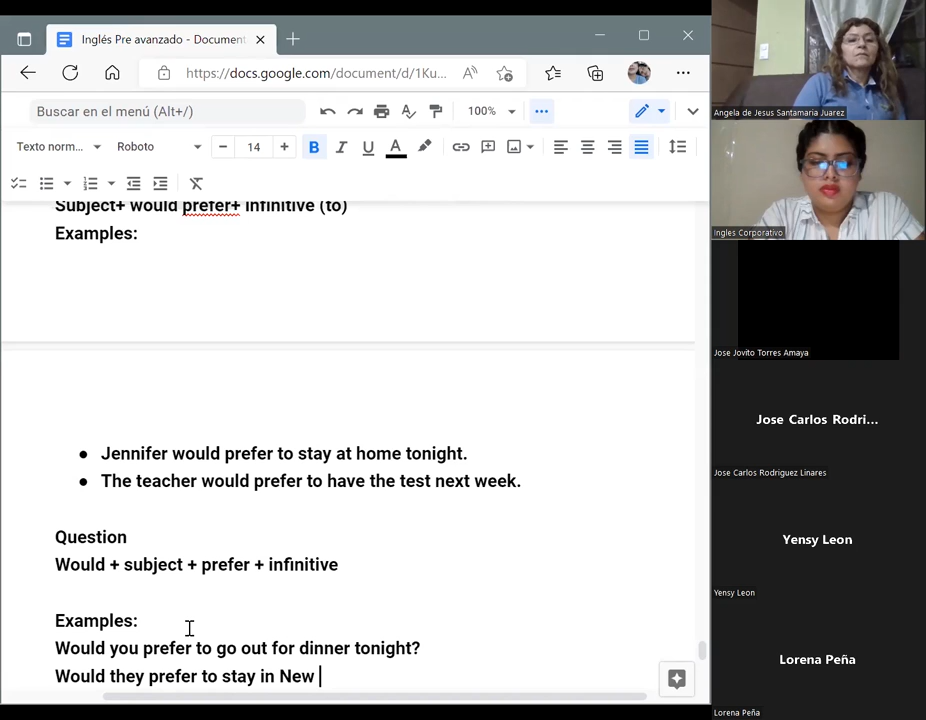 Inglés Pre avanzado - Document
https://docs.google.com/document/d/1Ku...
Buscar en el menú (Alt+/)
100%
Texto norm...
Roboto
14
Subject+ would prefer+ infinitive (to)
Examples:
Jennifer would prefer to stay at home tonight.
The teacher would prefer to have the test next week.
Question
Would + subject + prefer + infinitive
Examples:
Would you prefer to go out for dinner tonight?
Would they prefer to stay in New
Angela de Jesus Santamaria Juarez
Ingles Corporativo
Jose Jovito Torres Amaya
Jose Carlos Rodri...
Jose Carlos Rodriguez Linares
Yensy Leon
Yensy Leon
Lorena Peña
Lorena Peña